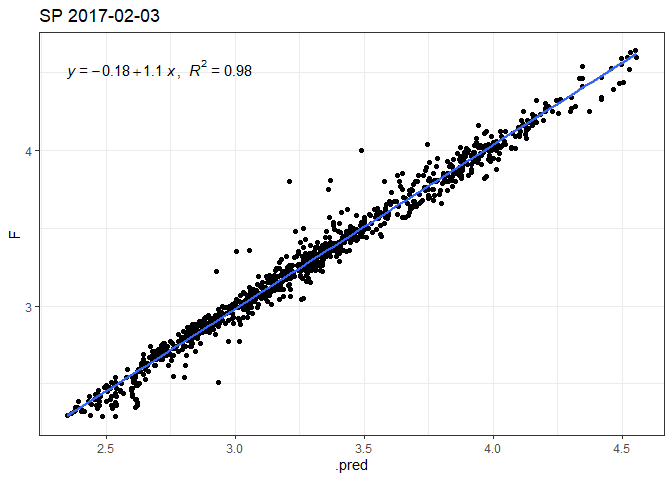 SP 2017-02-03
y = −0.18 + 1.1 x, R² = 0.98
4
3
F
2.5 3.0 3.5 4.0 4.5
.pred